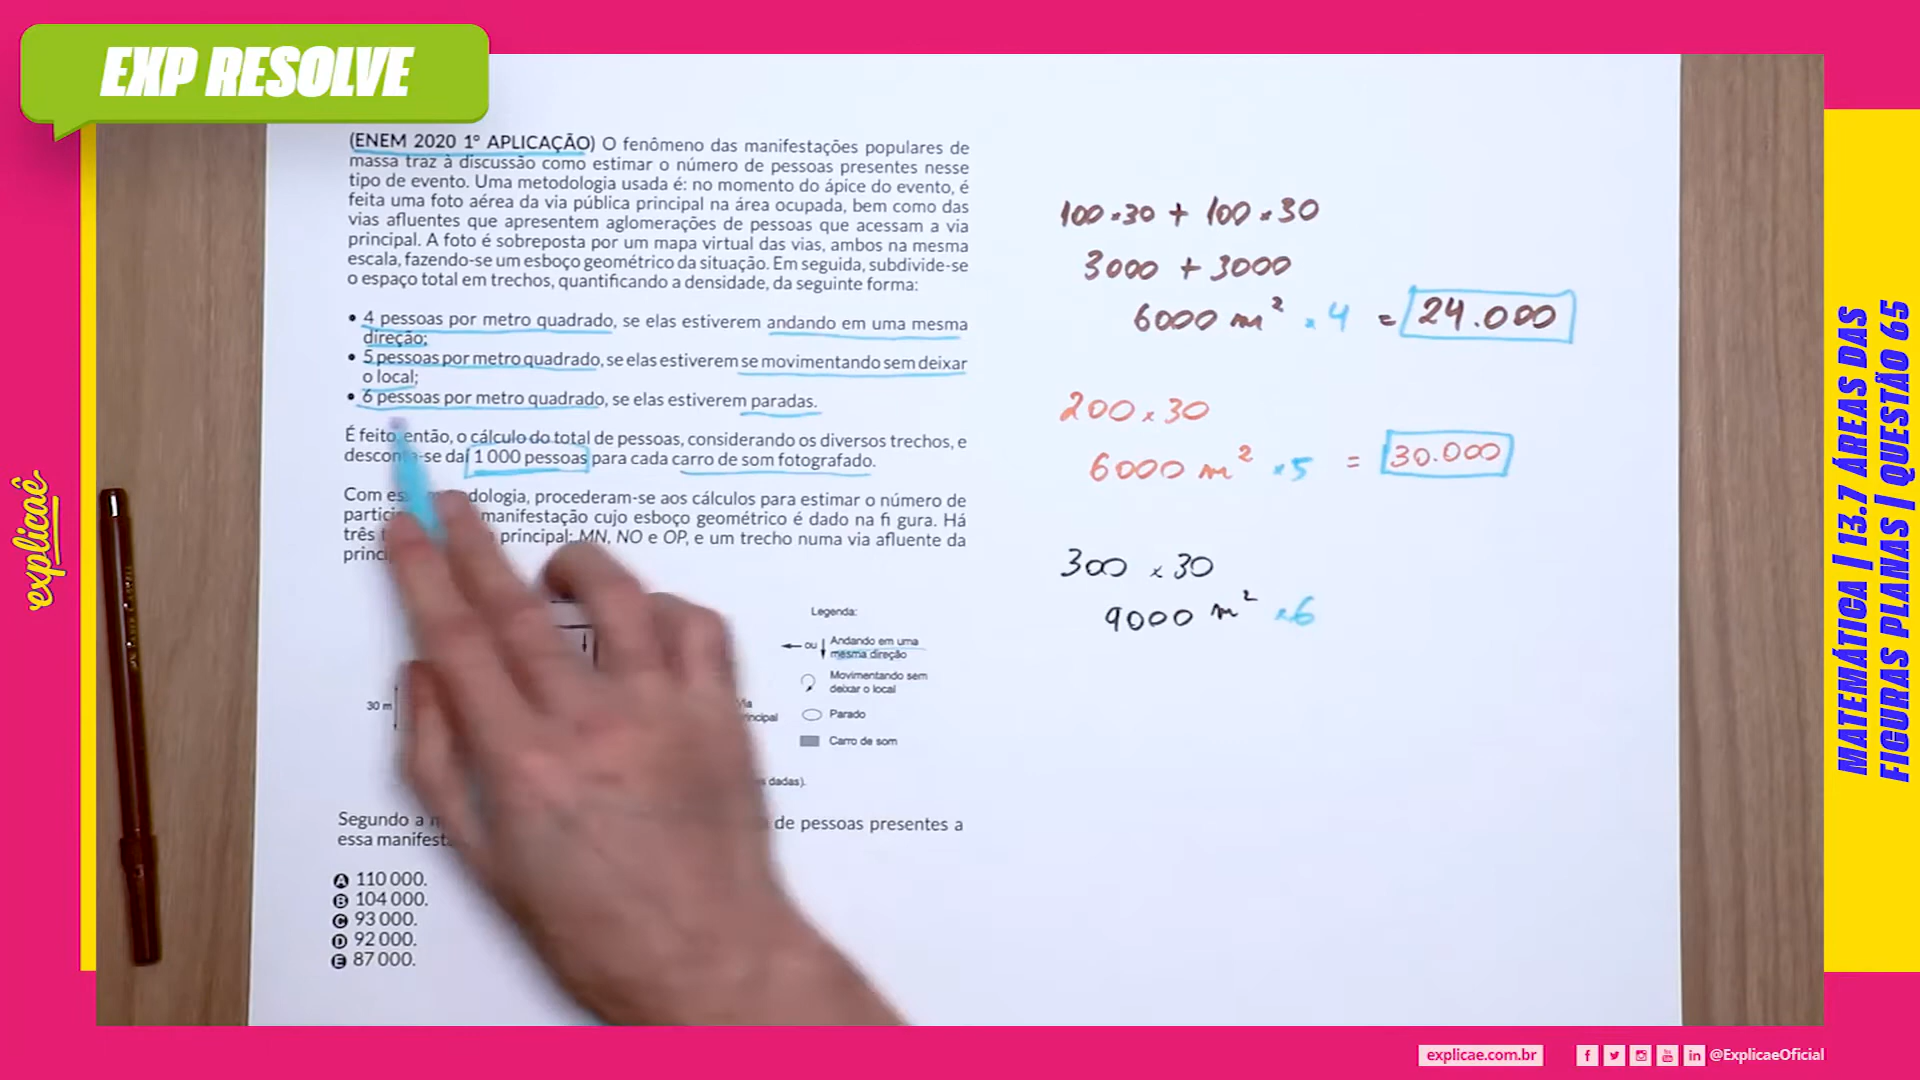 EXP RESOLVE
(ENEM 2020 1º APLICAÇÃO) O fenômeno das manifestações populares de
massa traz à discussão como estimar o número de pessoas presentes nesse
tipo de evento. Uma metodologia usada é: no momento do ápice do evento, é
feita uma foto aérea da via pública principal na área ocupada, bem como das
vias afluentes que apresentem aglomerações de pessoas que acessam a via
principal. A foto é sobreposta por um mapa virtual das vias, ambos na mesma
escala, fazendo-se um esboço geométrico da situação. Em seguida, subdivide-se
o espaço total em trechos, quantificando a densidade, da seguinte forma:
• 4 pessoas por metro quadrado, se elas estiverem andando em uma mesma
direção;
• 5 pessoas por metro quadrado, se elas estiverem se movimentando sem deixar
o local;
• 6 pessoas por metro quadrado, se elas estiverem paradas.
É feito, então, o cálculo do total de pessoas, considerando os diversos trechos, e
desconta-se daí 1 000 pessoas para cada carro de som fotografado.
Com es dologia, procederam-se aos cálculos para estimar o número de
partici manifestação cujo esboço geométrico é dado na fi gura. Há
três principal: MN, NO e OP, e um trecho numa via afluente da
princi
30 m
Legenda:
ou Andando em uma
mesma direção
Movimentando sem
deixar o local
Parado
Carro de som
Via
incipal
s dadas).
Segundo a de pessoas presentes a
essa manifest
A 110 000.
B 104 000.
C 93 000.
D 92 000.
E 87 000.
100 × 30 + 100 × 30
3000 + 3000
6000 m² × 4 = 24.000
200 × 30
6000 m² × 5 = 30.000
300 × 30
9000 m² × 6
explicaê
MATEMÁTICA | 13.7 ÁREAS DAS
FIGURAS PLANAS | QUESTÃO 65
explicae.com.br
@ExplicaeOficial